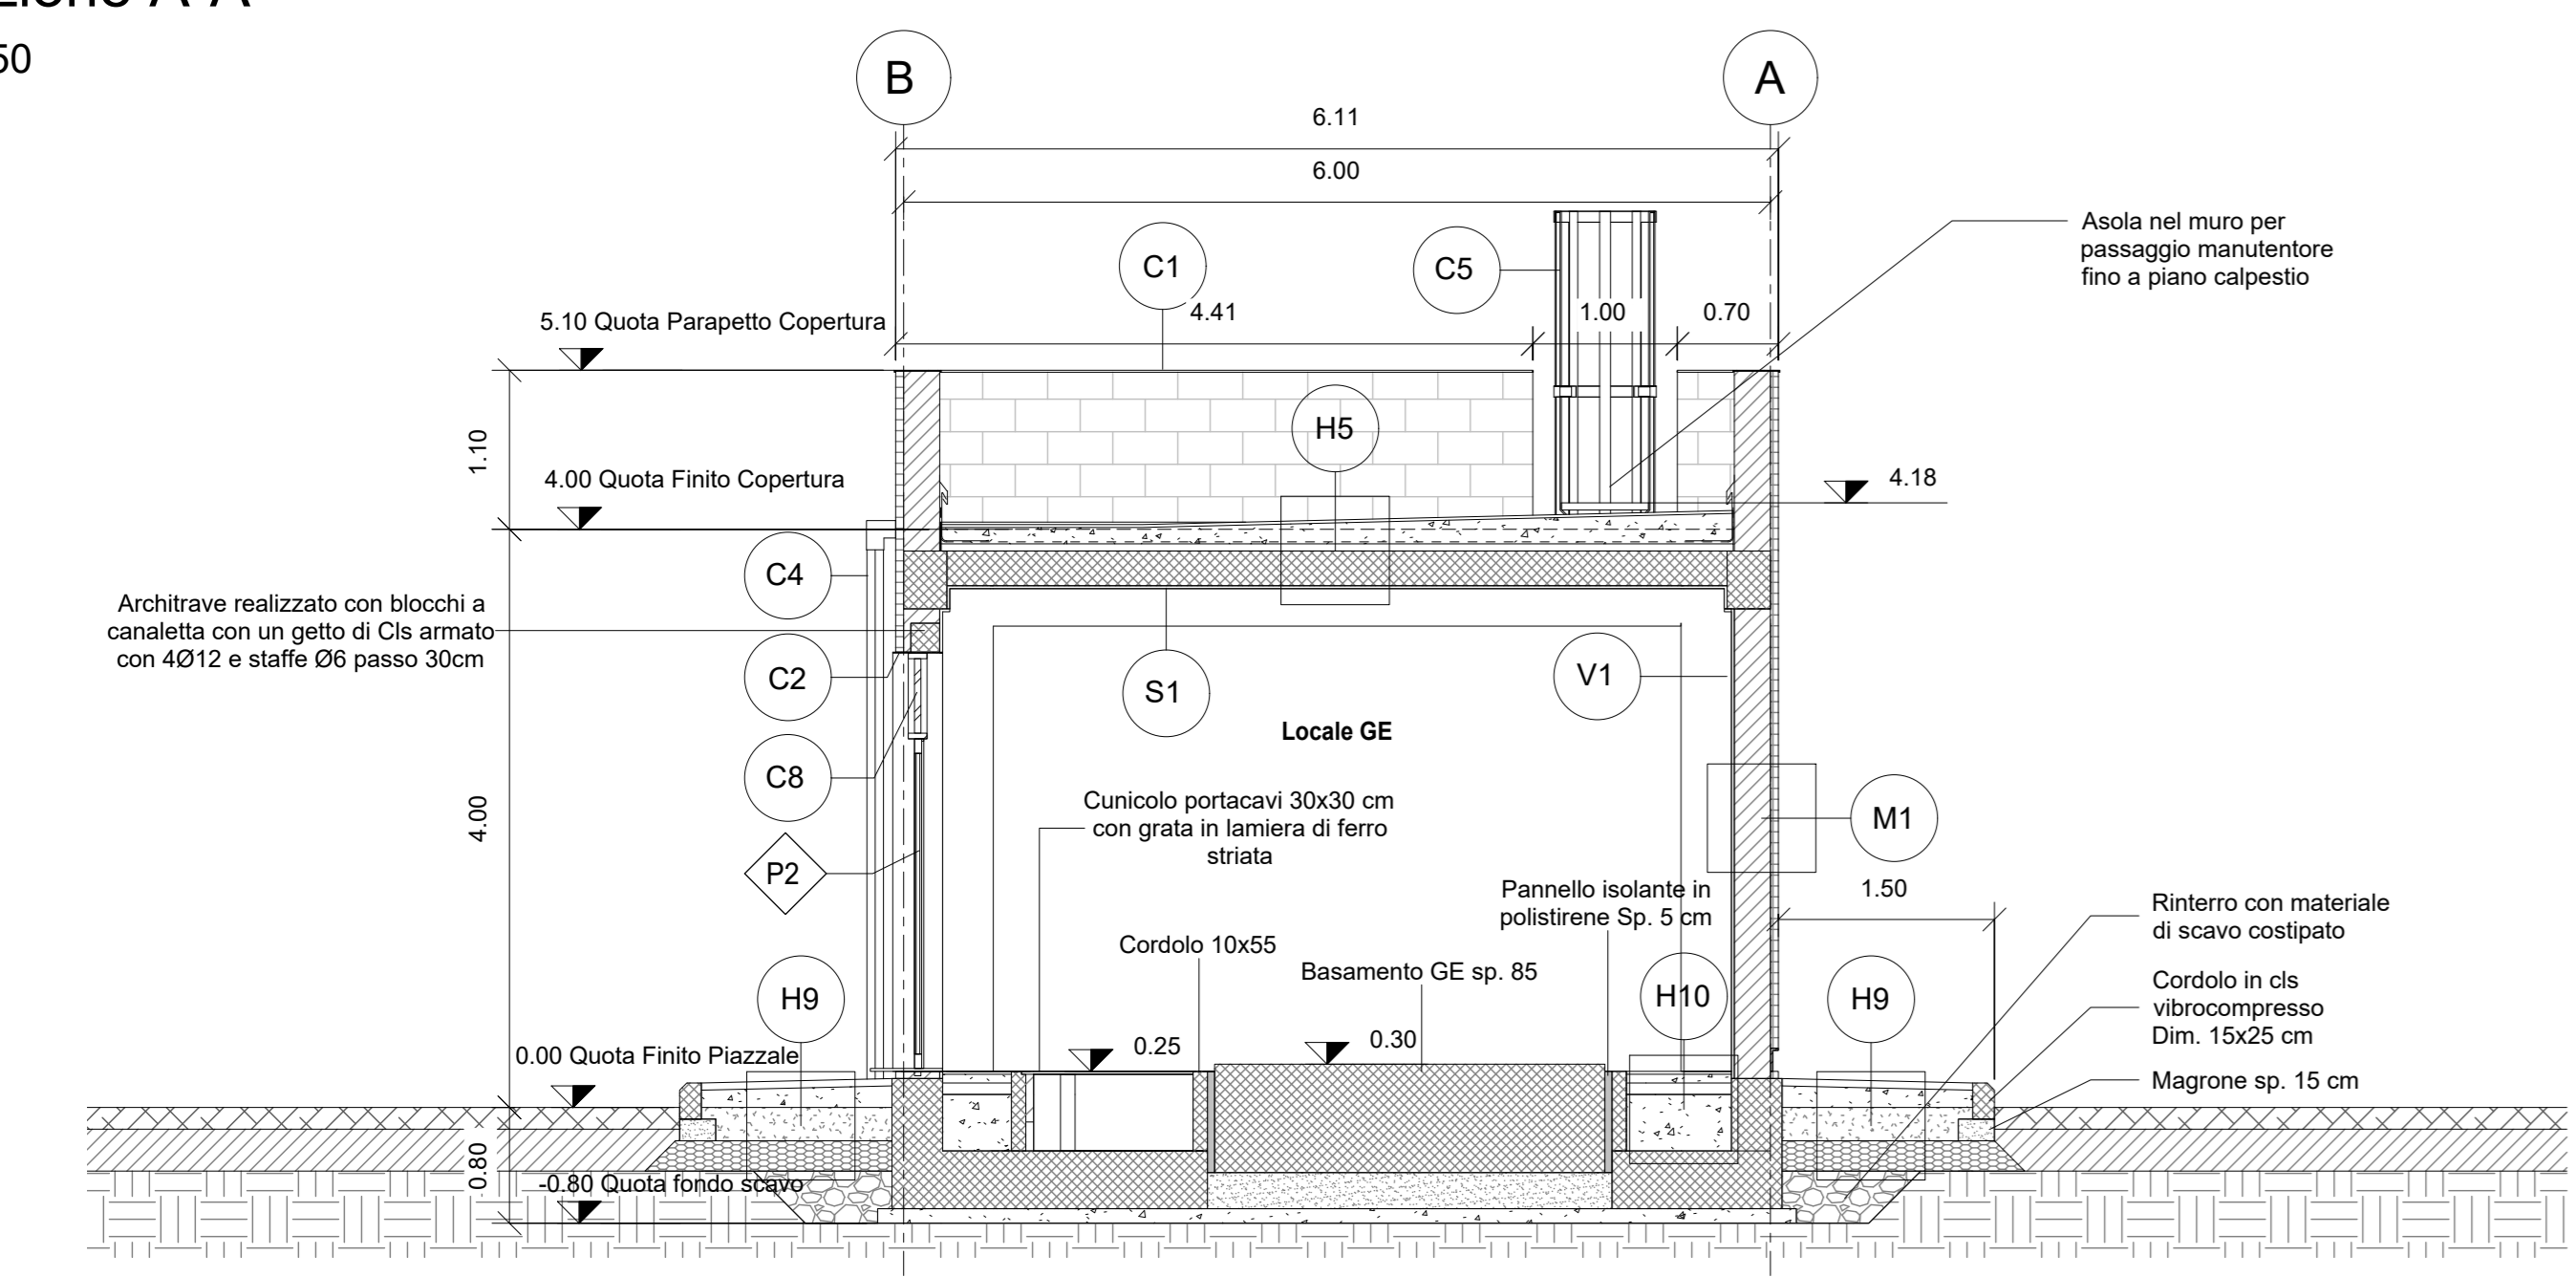 A-A
50
B
A
6.11
6.00
C1
C5
4.41
1.00
0.70
Asola nel muro per
passaggio manutentore
fino a piano calpestio
5.10 Quota Parapetto Copertura
1.10
H5
4.00 Quota Finito Copertura
4.18
C4
Architrave realizzato con blocchi a
canaletta con un getto di Cls armato
con 4Ø12 e staffe Ø6 passo 30cm
C2
S1
V1
Locale GE
C8
4.00
Cunicolo portacavi 30x30 cm
con grata in lamiera di ferro
striata
M1
P2
1.50
Pannello isolante in
polistirene Sp. 5 cm
Rinterro con materiale
di scavo costipato
Cordolo 10x55
Basamento GE sp. 85
H9
H10
H9
Cordolo in cls
vibrocompresso
Dim. 15x25 cm
0.25
0.30
0.00 Quota Finito Piazzale
Magrone sp. 15 cm
0.80
-0.80 Quota fondo scavo